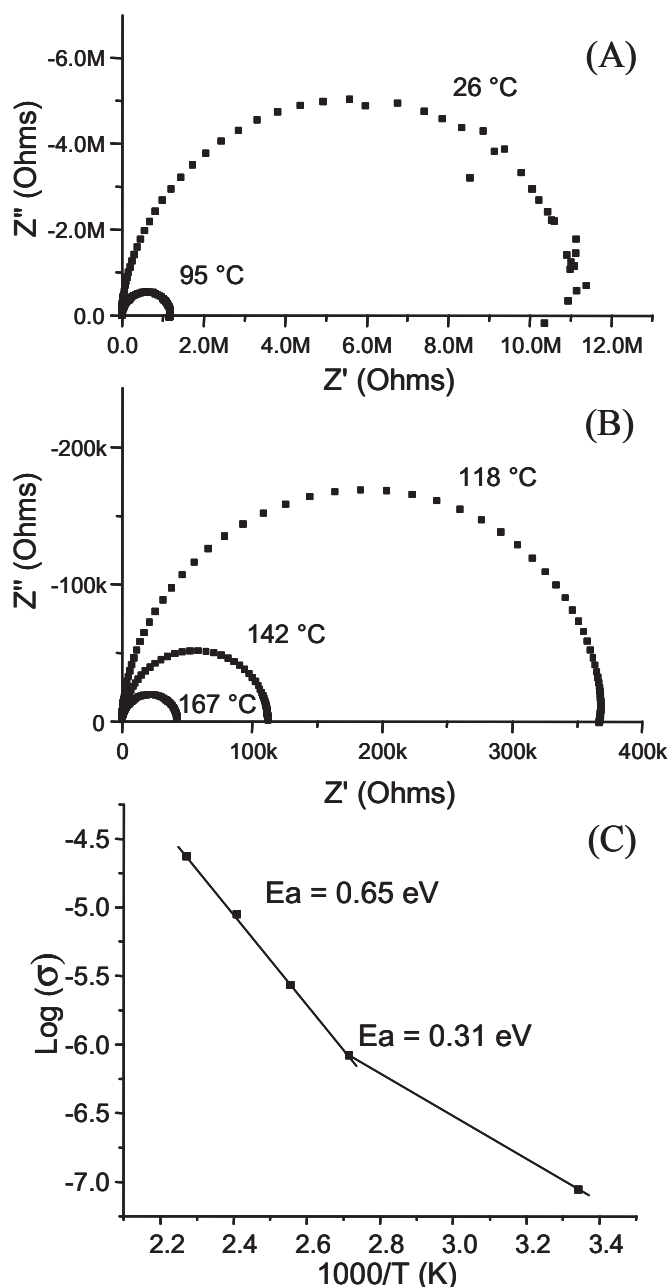 (A)
-6.0M
-4.0M
-2.0M
0.0
Z'' (Ohms)
26 °C
95 °C
0.0 2.0M 4.0M 6.0M 8.0M 10.0M 12.0M
Z' (Ohms)
(B)
-200k
-100k
0
Z'' (Ohms)
118 °C
142 °C
167 °C
0 100k 200k 300k 400k
Z' (Ohms)
(C)
-4.5
-5.0
-5.5
-6.0
-6.5
-7.0
Log (σ)
Ea = 0.65 eV
Ea = 0.31 eV
2.2 2.4 2.6 2.8 3.0 3.2 3.4
1000/T (K)